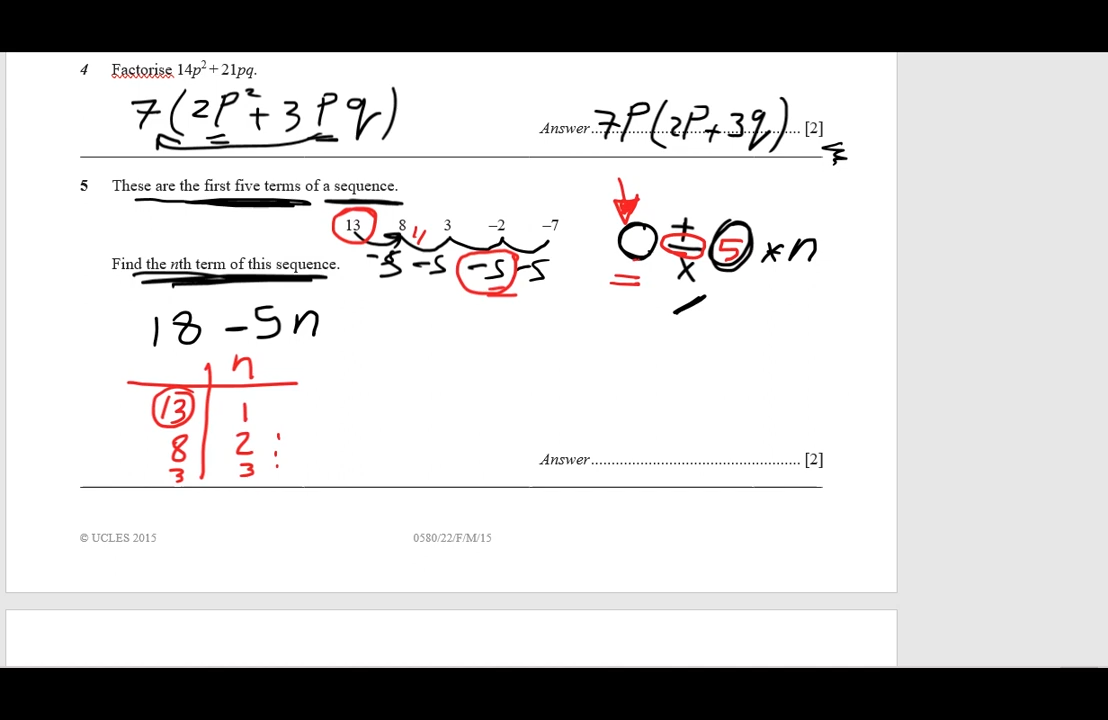 4 Factorise 14p² + 21pq.
7(2P² + 3Pq)
Answer 7P(2P+3q) [2]
5 These are the first five terms of a sequence.
13 8 3 −2 −7
-5 -5 -5 -5
Find the nth term of this sequence.
+
− 5 * n
x
=
18 - 5n
n
13 1
8 2
3 3
Answer.................................................. [2]
© UCLES 2015 0580/22/F/M/15